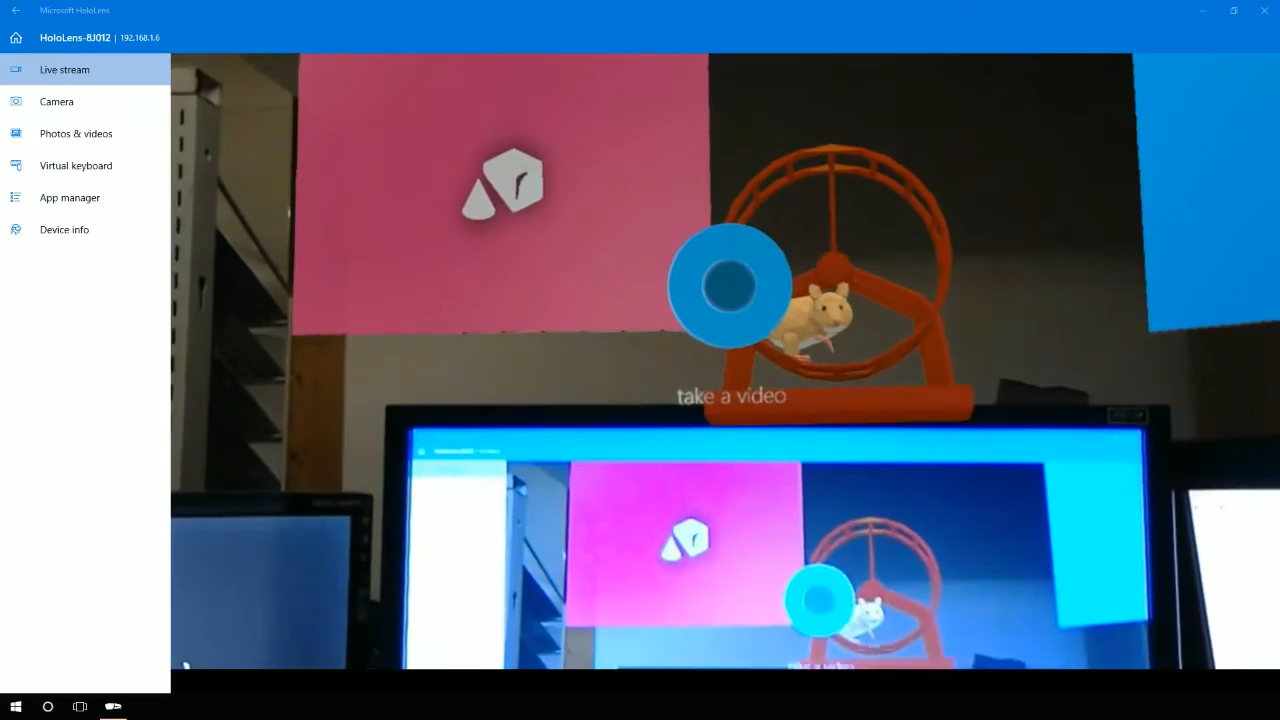 Microsoft HoloLens
HoloLens-8J012 | 192.168.1.6
Live stream
Camera
Photos & videos
Virtual keyboard
App manager
Device info
take a video